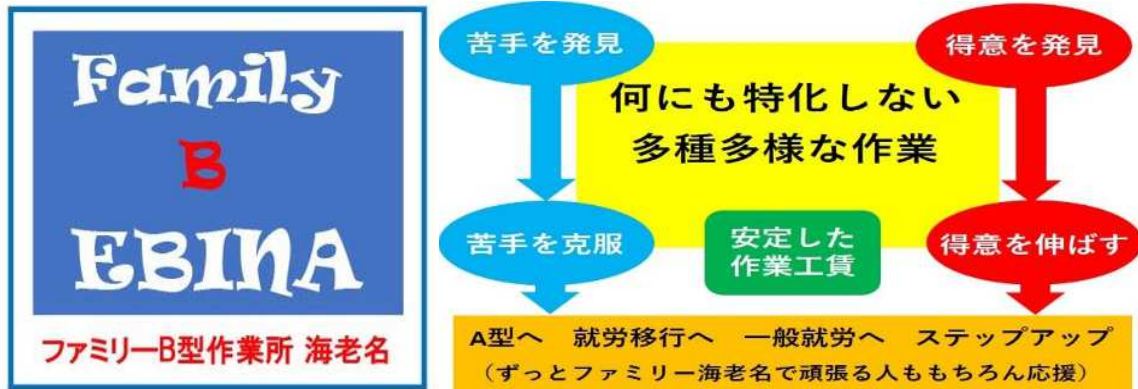 Family
B
EBINA
ファミリーB型作業所 海老名
苦手を発見
得意を発見
何にも特化しない
多種多様な作業
苦手を克服
安定した
作業工賃
得意を伸ばす
A型へ 就労移行へ 一般就労へ ステップアップ
(ずっとファミリー海老名で頑張る人ももちろん応援)